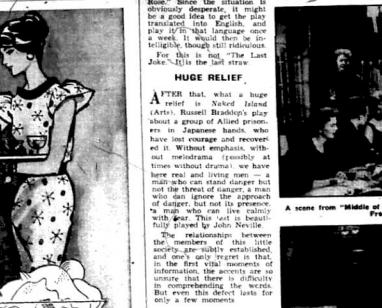 Rose." Since the situation is
obviously desperate, it might
be a good idea to get the play
translated into English, and
play it in that language once
a week. It would then be in-
telligible, though still ridiculous.
For this is not "The Last
Joke." It is the last straw.
HUGE RELIEF
AFTER that, what a huge
relief is Naked Island
(Arts), Russell Braddon's play
about a group of Allied prison-
ers in Japanese hands, who
have lost courage and recover-
ed it. Without emphasis, with-
out melodrama (possibly at
times without drama), we have
here real and living men — a
man who can stand danger but
not the threat of danger, a man
who can ignore the approach
of danger, but not its presence,
a man who can live calmly
with fear. This last is beauti-
fully played by John Neville.
The relationships between
the members of this little
society are subtly established,
and one's only regret is that,
in the first vital moments of
information, the accents are so
unsure that there is difficulty
in comprehending the words.
But even this defect lasts for
only a few moments
A scene from "Middle of